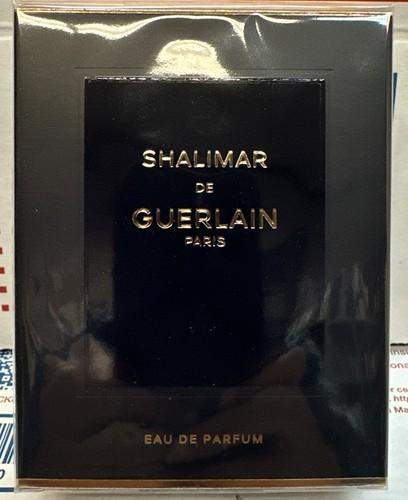 SHALIMAR
DE
GUERLAIN
PARIS
EAU DE PARFUM